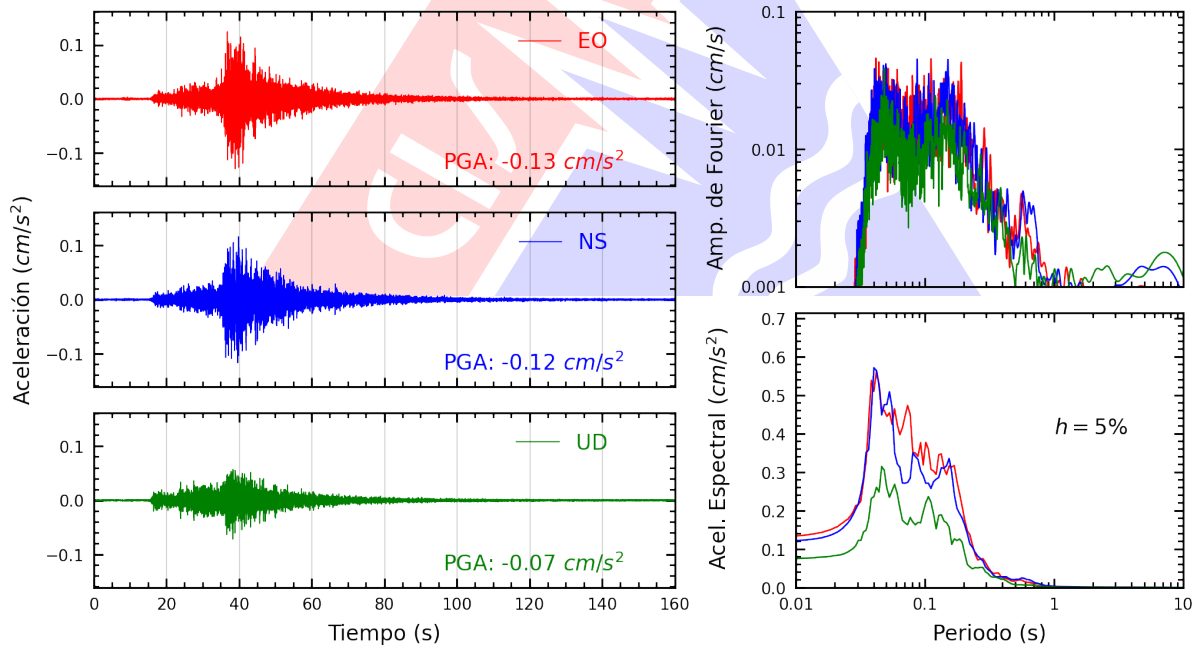 Aceleración (cm/s²)
0.1
0.0
−0.1
EO
PGA: -0.13 cm/s²
0.1
0.0
−0.1
NS
PGA: -0.12 cm/s²
0.1
0.0
−0.1
UD
PGA: -0.07 cm/s²
0 20 40 60 80 100 120 140 160
Tiempo (s)
Amp. de Fourier (cm/s)
0.1
0.01
0.001
Acel. Espectral (cm/s²)
0.7
0.6
0.5
0.4
0.3
0.2
0.1
0.0
h = 5%
0.01 0.1 1 10
Periodo (s)